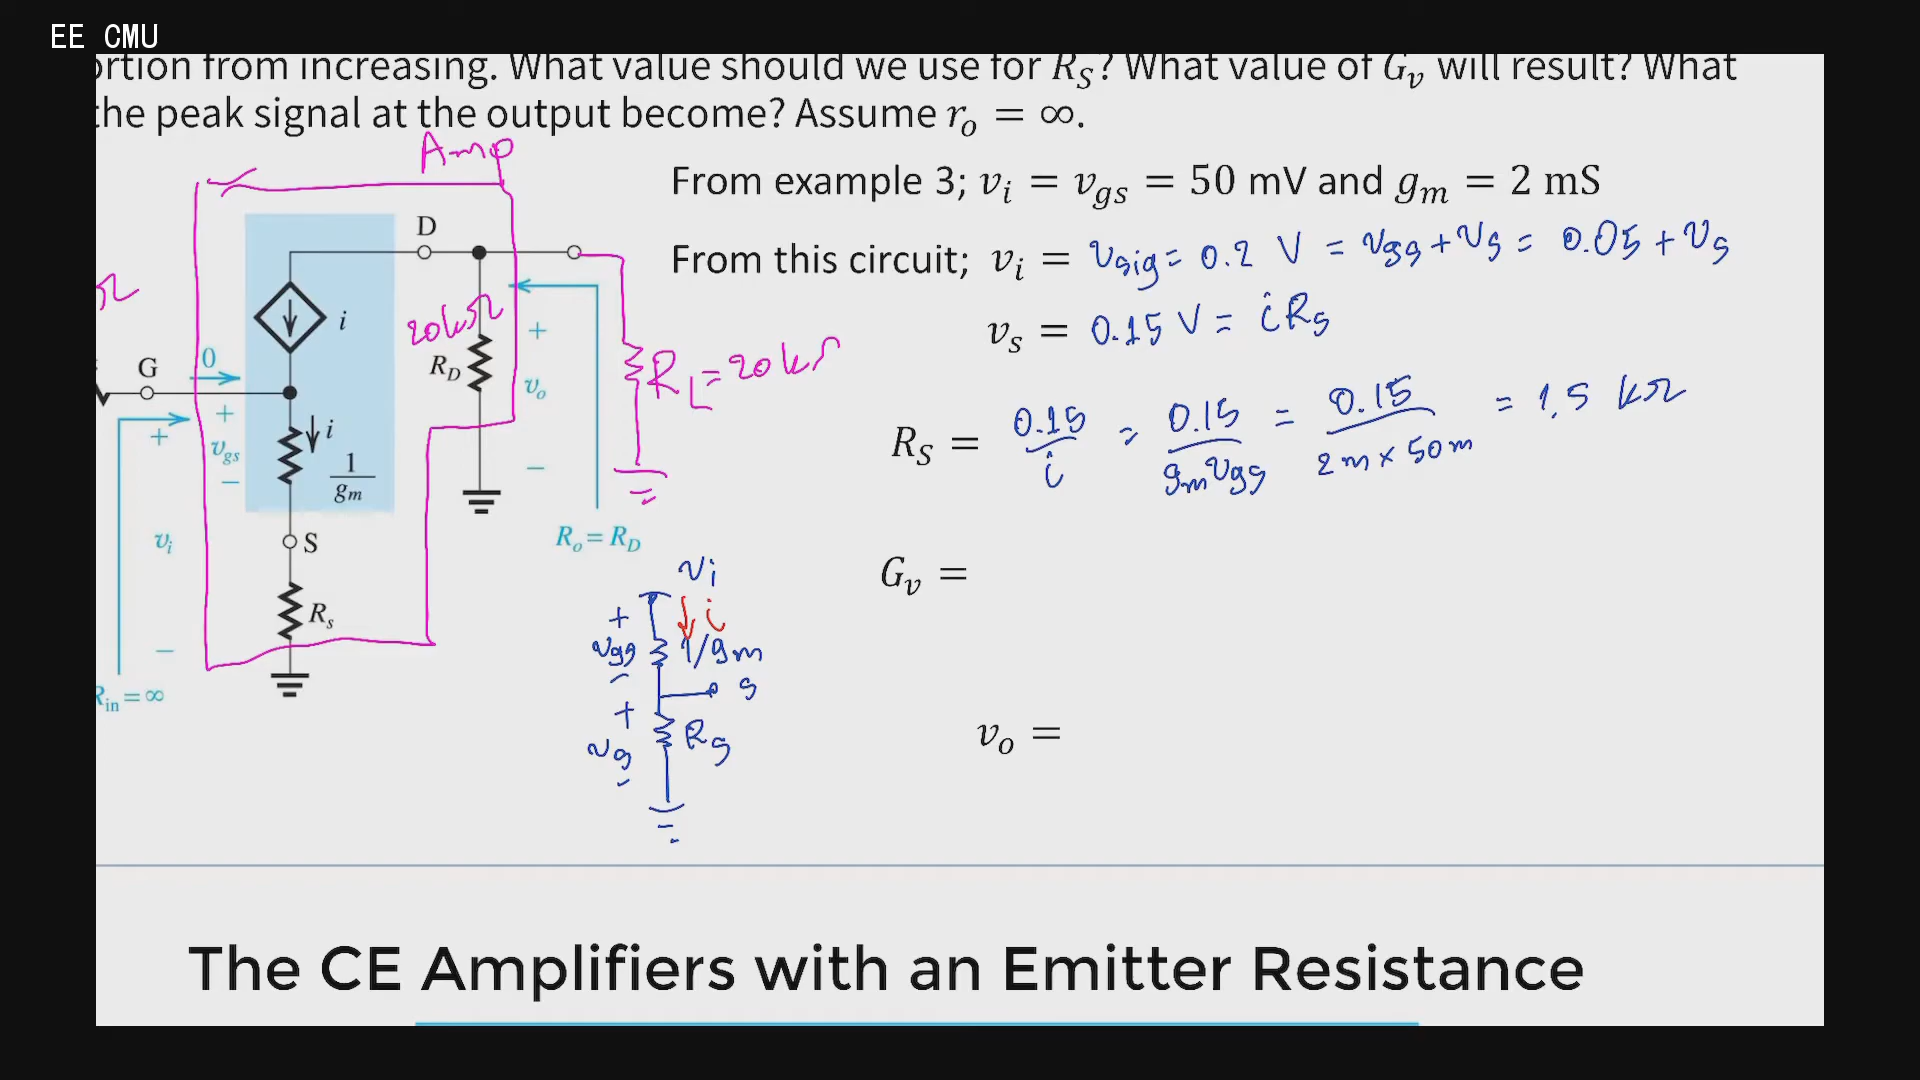 EE CMU
ortion from increasing. What value should we use for R_S? What value of G_v will result? What
the peak signal at the output become? Assume r_o = ∞.
Amp
From example 3; v_i = v_gs = 50 mV and g_m = 2 mS
From this circuit; v_i = v_sig = 0.2 V = v_gs + v_s = 0.05 + v_s
v_s = 0.15 V = i R_s
R_S = 0.15/i = 0.15/g_m v_gs = 0.15/2m × 50m = 1.5 kΩ
G_v =
v_o =
Ω
D
i
20kΩ
R_D
+
v_o
−
R_L = 20k
G
0
+
v_gs
−
i
1/g_m
+
v_i
−
S
R_s
R_in = ∞
R_o = R_D
v_i
i
+
v_gs
−
1/g_m
s
+
v_s
−
R_s
The CE Amplifiers with an Emitter Resistance